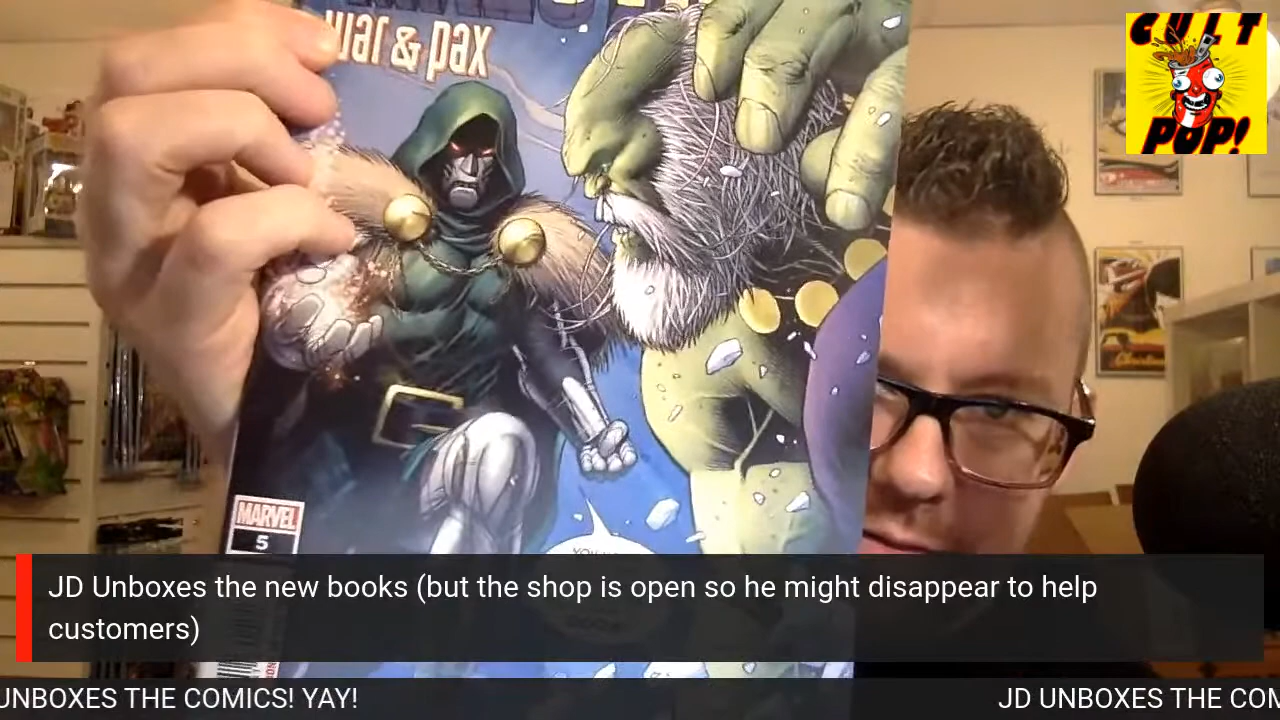 CULT
POP!
war & pax
MARVEL
5
JD Unboxes the new books (but the shop is open so he might disappear to help
customers)
UNBOXES THE COMICS! YAY!
JD UNBOXES THE COM